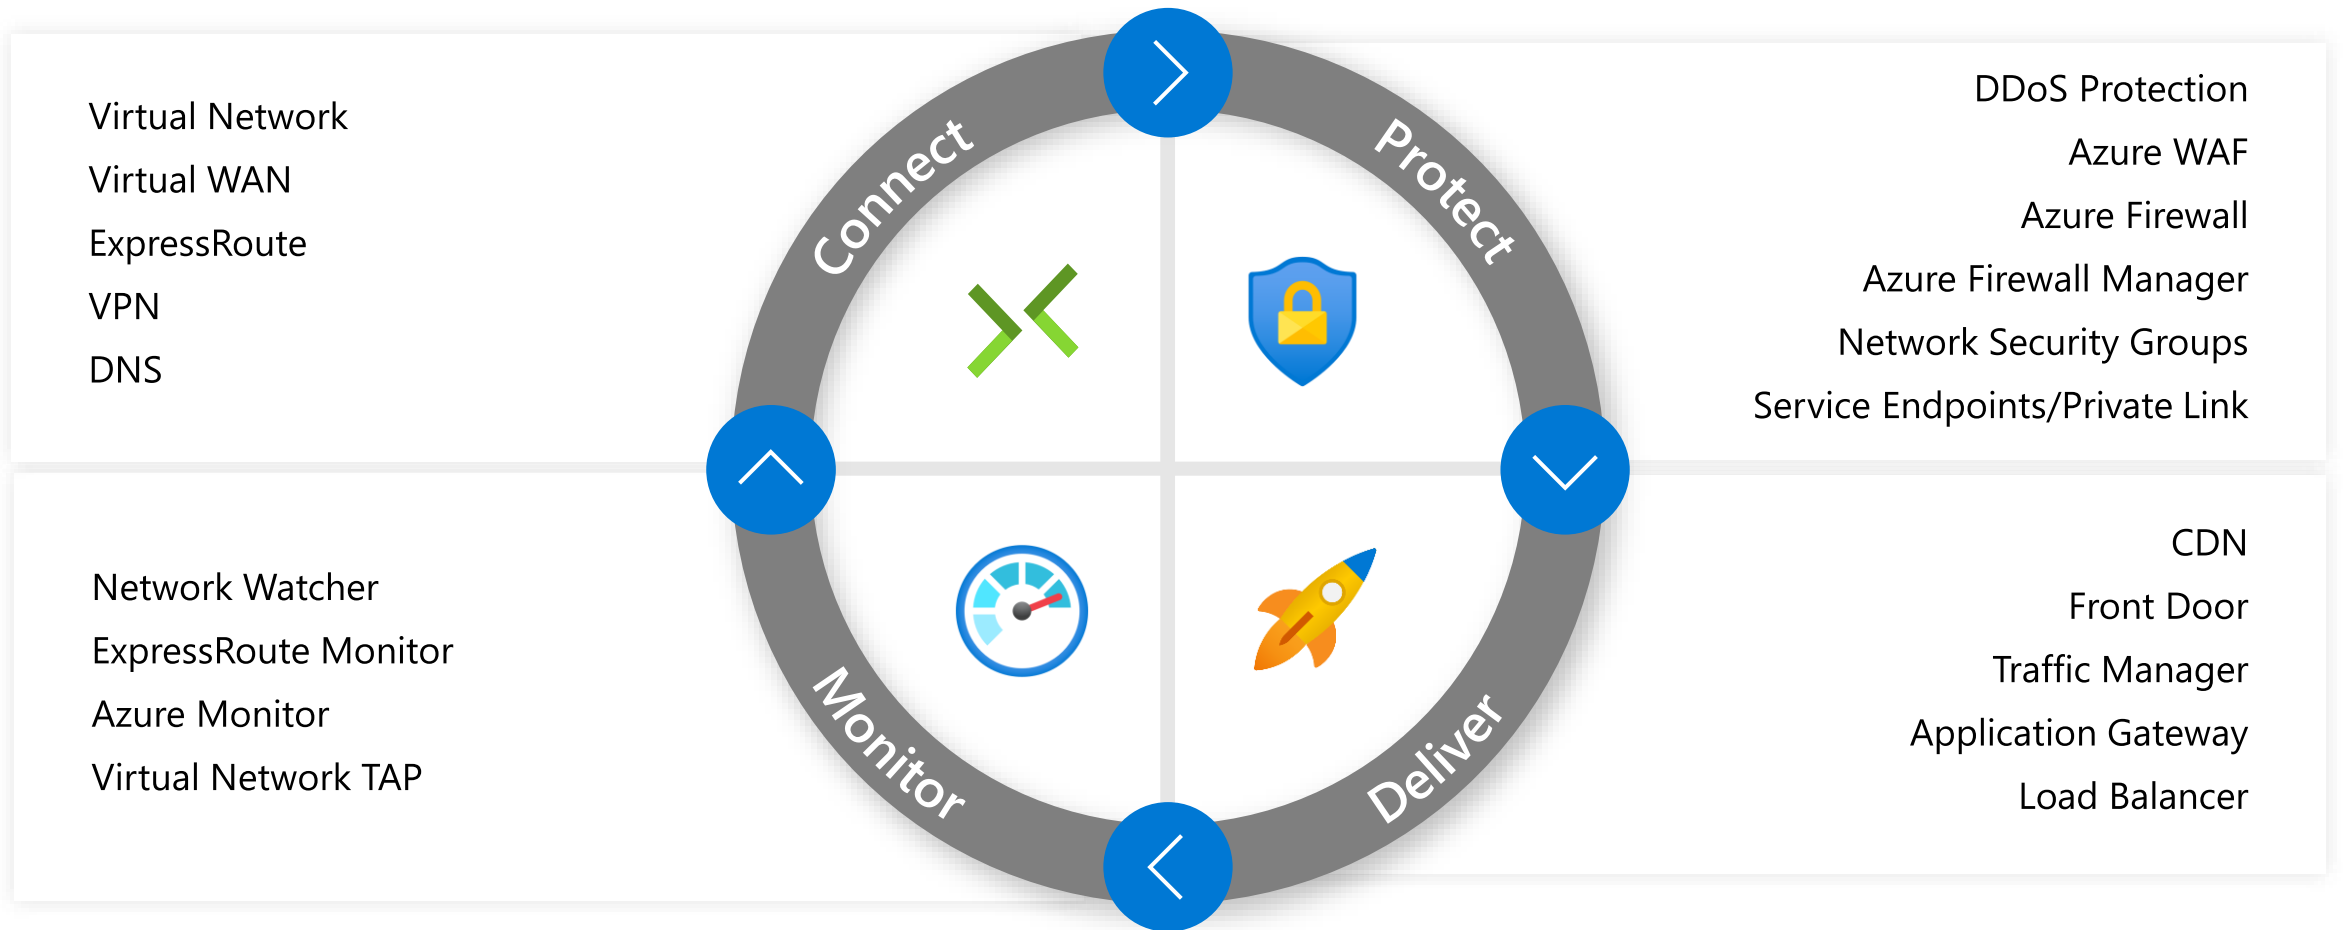 Virtual Network
Virtual WAN
ExpressRoute
VPN
DNS
Connect
Protect
DDoS Protection
Azure WAF
Azure Firewall
Azure Firewall Manager
Network Security Groups
Service Endpoints/Private Link
Network Watcher
ExpressRoute Monitor
Azure Monitor
Virtual Network TAP
Monitor
Deliver
CDN
Front Door
Traffic Manager
Application Gateway
Load Balancer